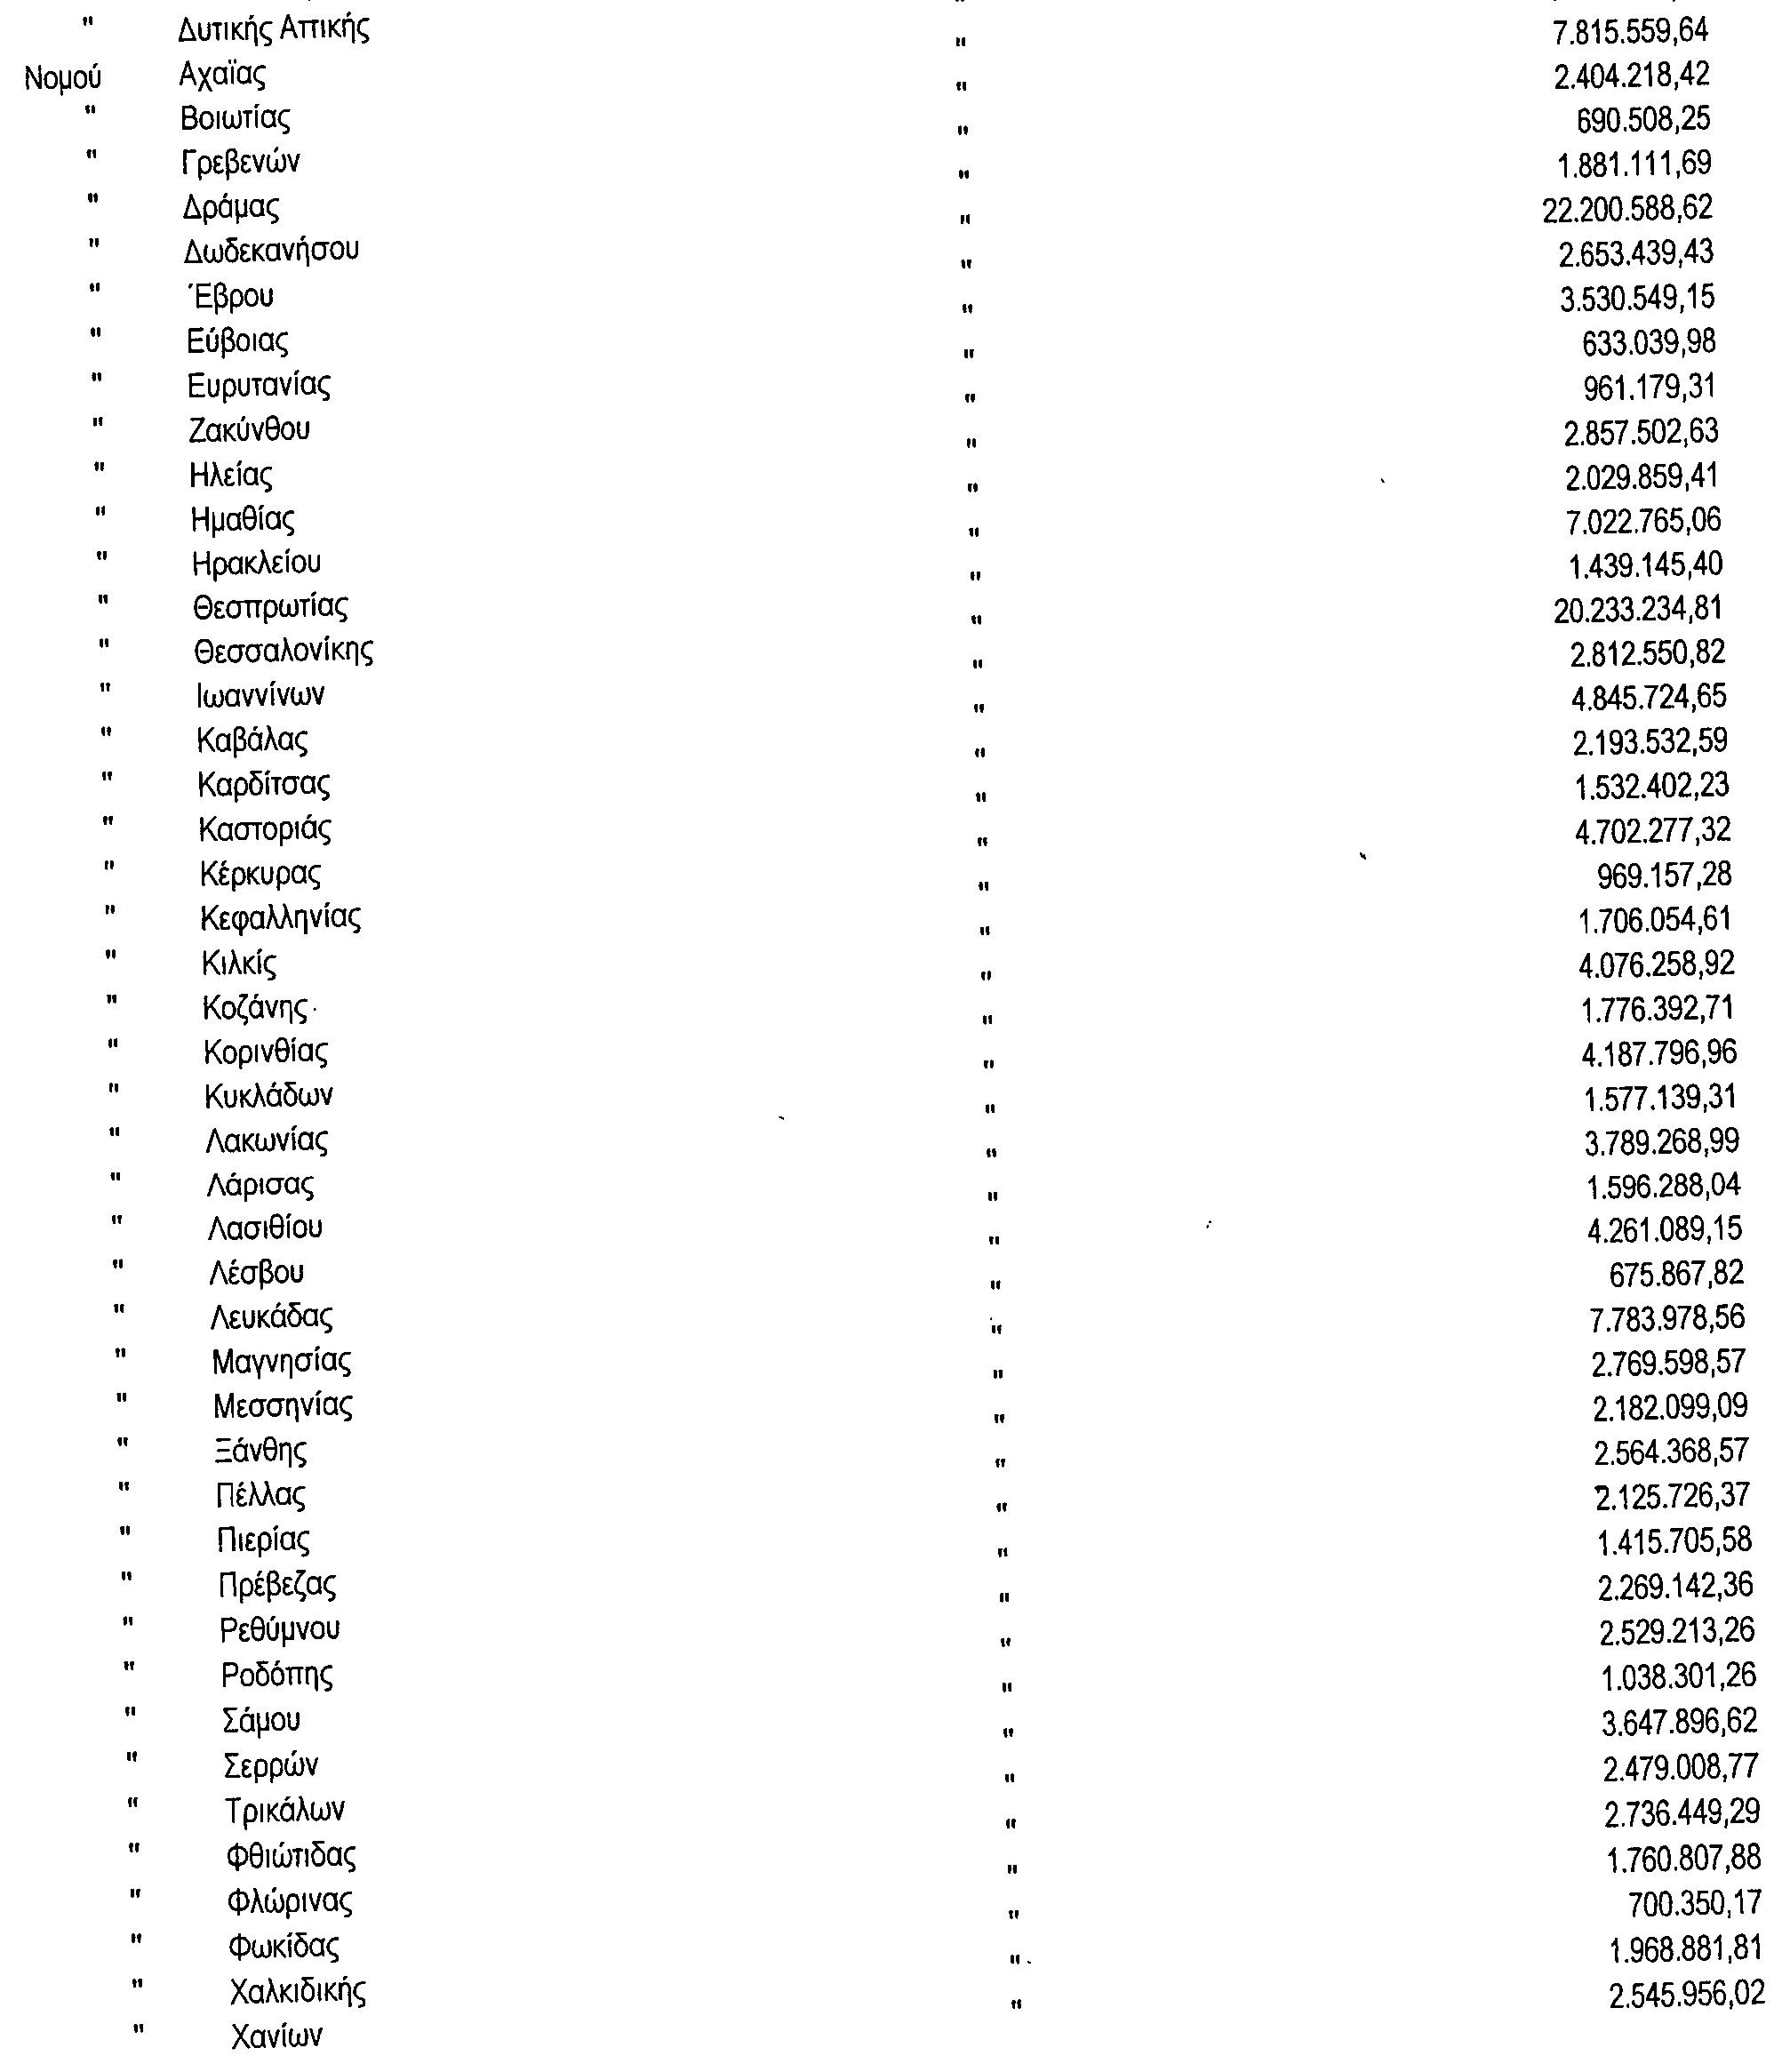 " Δυτικής Αττικής " 7.815.559,64
Νομού Αχαΐας " 2.404.218,42
" Βοιωτίας " 690.508,25
" Γρεβενών " 1.881.111,69
" Δράμας " 22.200.588,62
" Δωδεκανήσου " 2.653.439,43
" Έβρου " 3.530.549,15
" Εύβοιας " 633.039,98
" Ευρυτανίας " 961.179,31
" Ζακύνθου " 2.857.502,63
" Ηλείας " 2.029.859,41
" Ημαθίας " 7.022.765,06
" Ηρακλείου " 1.439.145,40
" Θεσπρωτίας " 20.233.234,81
" Θεσσαλονίκης " 2.812.550,82
" Ιωαννίνων " 4.845.724,65
" Καβάλας " 2.193.532,59
" Καρδίτσας " 1.532.402,23
" Καστοριάς " 4.702.277,32
" Κέρκυρας " 969.157,28
" Κεφαλληνίας " 1.706.054,61
" Κιλκίς " 4.076.258,92
" Κοζάνης " 1.776.392,71
" Κορινθίας " 4.187.796,96
" Κυκλάδων " 1.577.139,31
" Λακωνίας " 3.789.268,99
" Λάρισας " 1.596.288,04
" Λασιθίου " 4.261.089,15
" Λέσβου " 675.867,82
" Λευκάδας " 7.783.978,56
" Μαγνησίας " 2.769.598,57
" Μεσσηνίας " 2.182.099,09
" Ξάνθης " 2.564.368,57
" Πέλλας " 2.125.726,37
" Πιερίας " 1.415.705,58
" Πρέβεζας " 2.269.142,36
" Ρεθύμνου " 2.529.213,26
" Ροδόπης " 1.038.301,26
" Σάμου " 3.647.896,62
" Σερρών " 2.479.008,77
" Τρικάλων " 2.736.449,29
" Φθιώτιδας " 1.760.807,88
" Φλώρινας " 700.350,17
" Φωκίδας " 1.968.881,81
" Χαλκιδικής " 2.545.956,02
" Χανίων